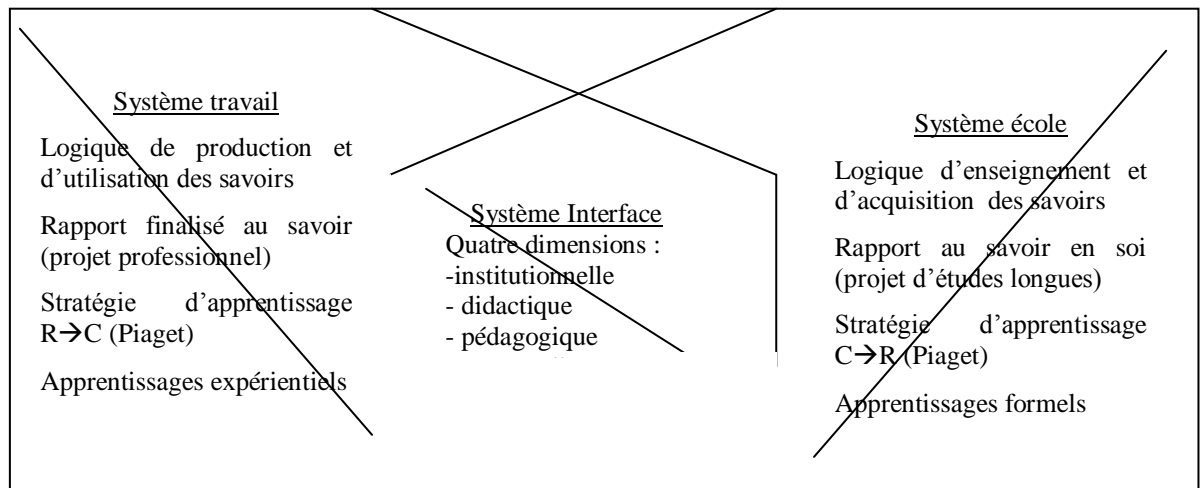 Système travail
Logique de production et
d'utilisation des savoirs
Rapport finalisé au savoir
(projet professionnel)
Stratégie d'apprentissage
R→C (Piaget)
Apprentissages expérientiels
Système Interface
Quatre dimensions :
-institutionnelle
- didactique
- pédagogique
Système école
Logique d'enseignement et
d'acquisition des savoirs
Rapport au savoir en soi
(projet d'études longues)
Stratégie d'apprentissage
C→R (Piaget)
Apprentissages formels